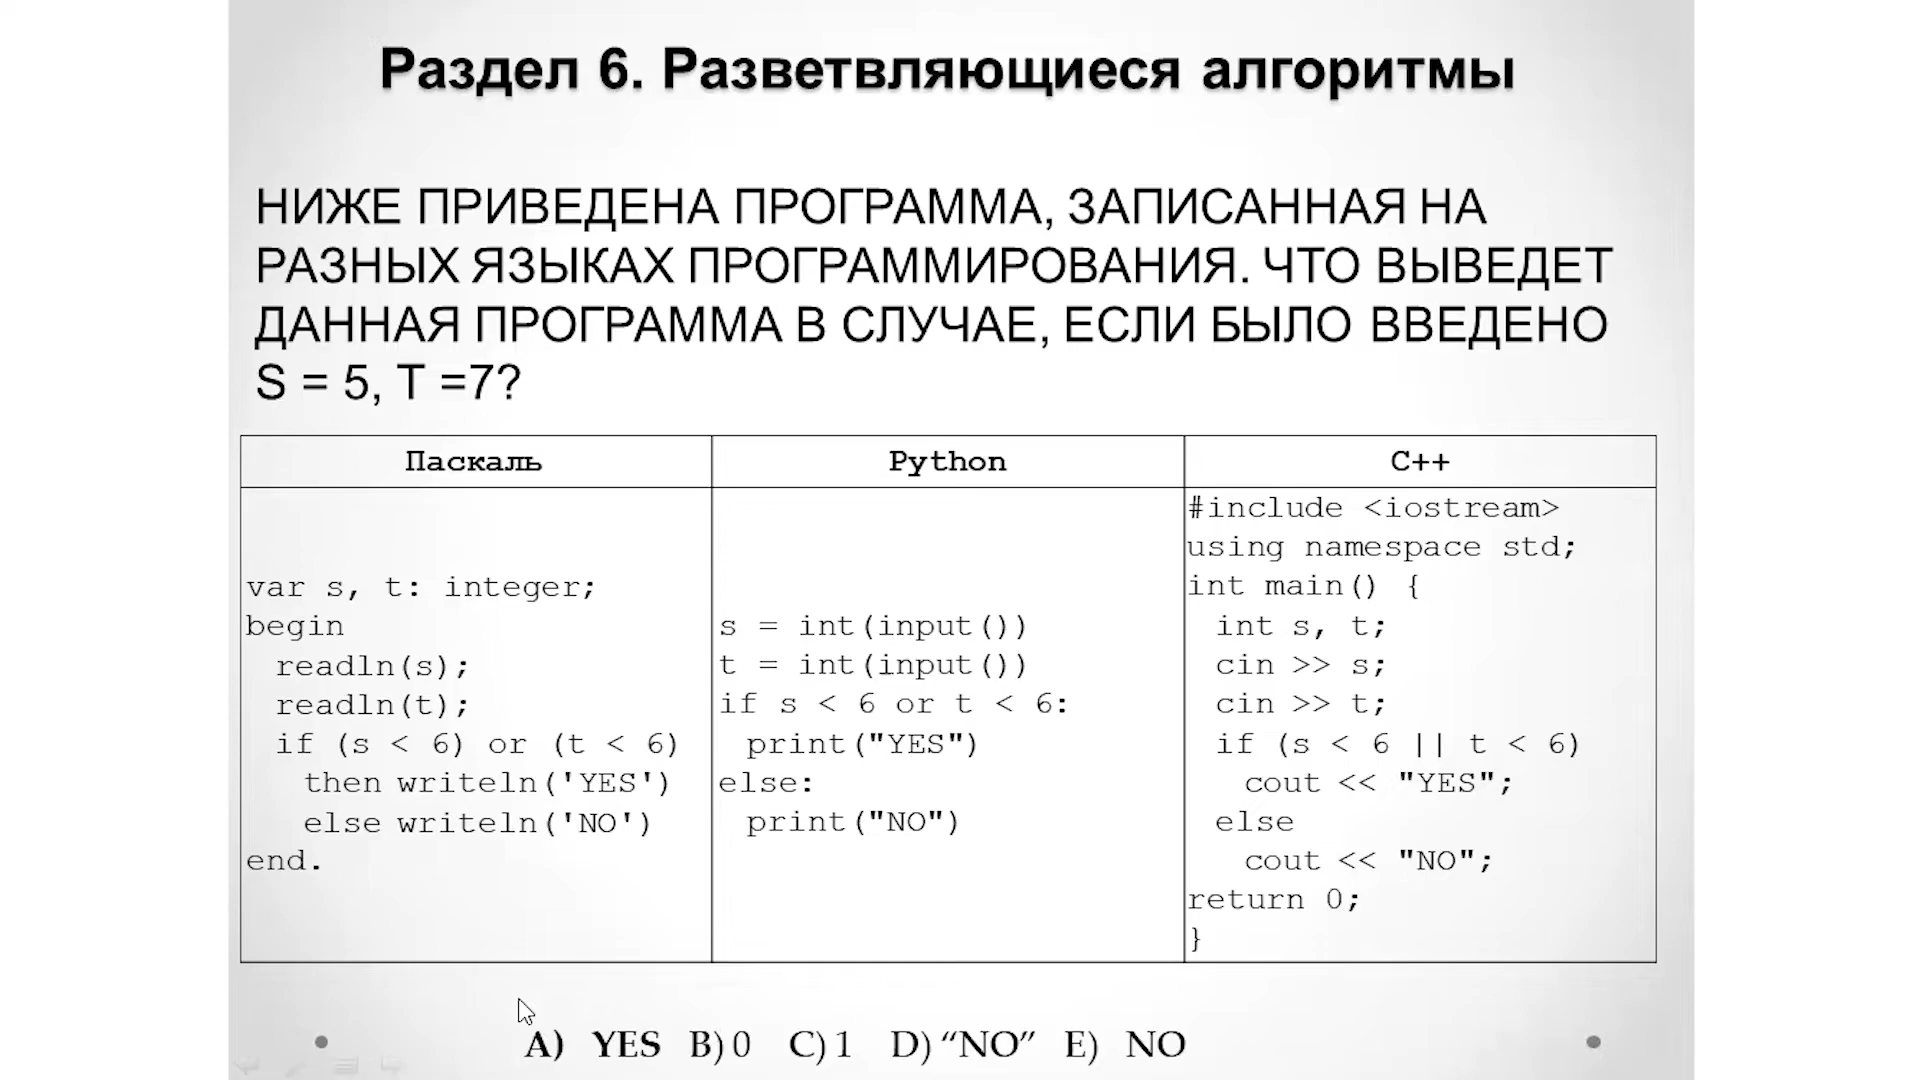 Раздел 6. Разветвляющиеся алгоритмы
НИЖЕ ПРИВЕДЕНА ПРОГРАММА, ЗАПИСАННАЯ НА
РАЗНЫХ ЯЗЫКАХ ПРОГРАММИРОВАНИЯ. ЧТО ВЫВЕДЕТ
ДАННАЯ ПРОГРАММА В СЛУЧАЕ, ЕСЛИ БЫЛО ВВЕДЕНО
S = 5, T =7?
Паскаль
var s, t: integer;
begin
  readln(s);
  readln(t);
  if (s < 6) or (t < 6)
    then writeln('YES')
    else writeln('NO')
end.
Python
s = int(input())
t = int(input())
if s < 6 or t < 6:
  print("YES")
else:
  print("NO")
C++
#include <iostream>
using namespace std;
int main() {
  int s, t;
  cin >> s;
  cin >> t;
  if (s < 6 || t < 6)
    cout << "YES";
  else
    cout << "NO";
return 0;
}
A) YES B) 0 C) 1 D) “NO” E) NO